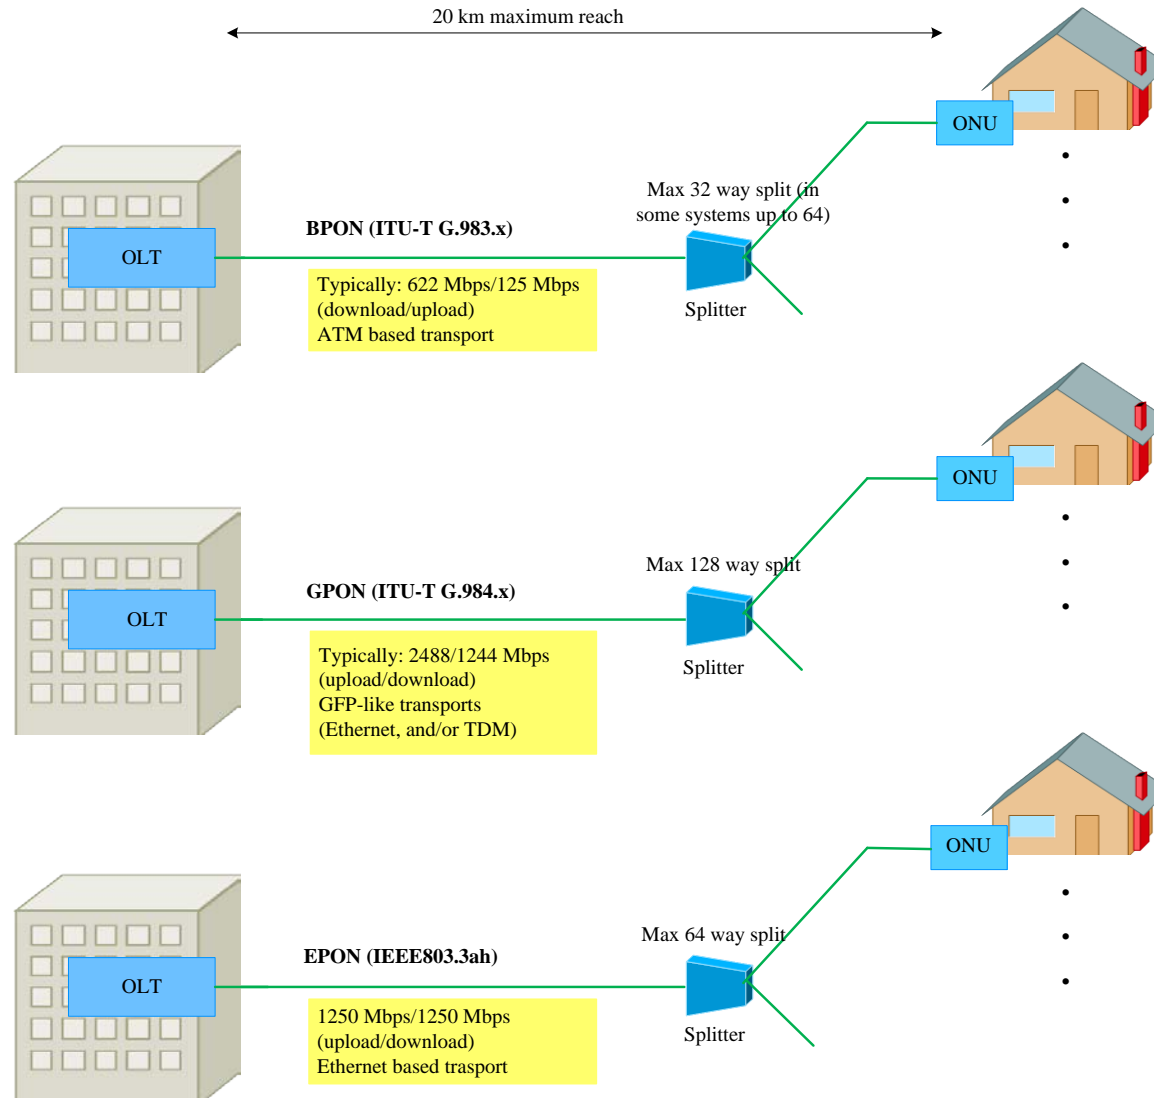 20 km maximum reach
ONU
Max 32 way split (in
some systems up to 64)
BPON (ITU-T G.983.x)
OLT
Typically: 622 Mbps/125 Mbps
(download/upload)
ATM based transport
Splitter
ONU
Max 128 way split
GPON (ITU-T G.984.x)
OLT
Typically: 2488/1244 Mbps
(upload/download)
GFP-like transports
(Ethernet, and/or TDM)
Splitter
ONU
Max 64 way split
EPON (IEEE803.3ah)
OLT
1250 Mbps/1250 Mbps
(upload/download)
Ethernet based trasport
Splitter